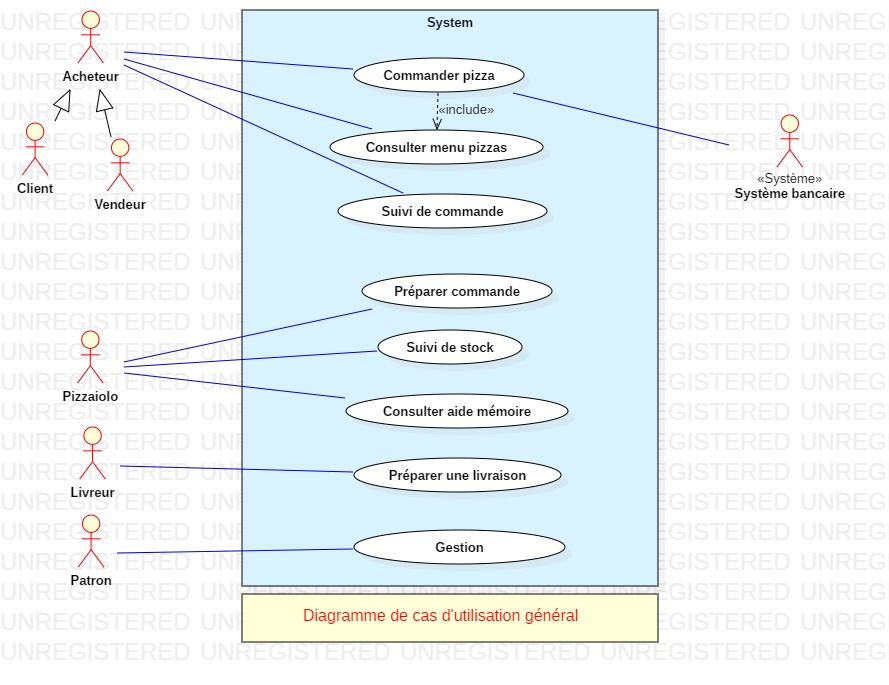 System
Acheteur
Commander pizza
«include»
Client
Vendeur
Consulter menu pizzas
«Système»
Système bancaire
Suivi de commande
Préparer commande
Suivi de stock
Pizzaiolo
Consulter aide mémoire
Livreur
Préparer une livraison
Patron
Gestion
Diagramme de cas d'utilisation général
UNREGISTERED UNREGISTERED UNREGISTERED UNREGISTERED UNREG